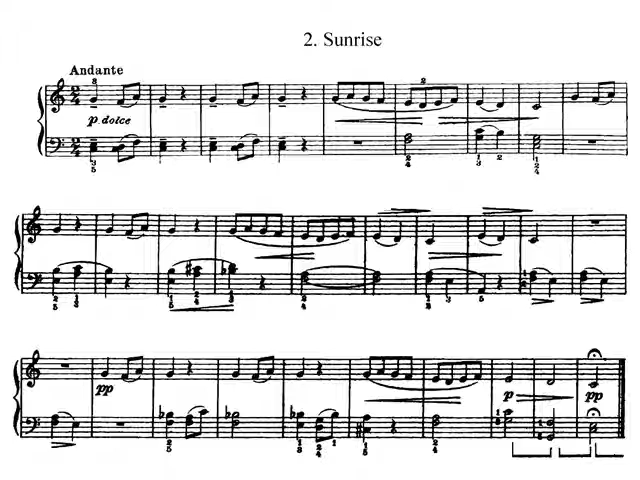 2. Sunrise
Andante
p dolce
pp
p
pp